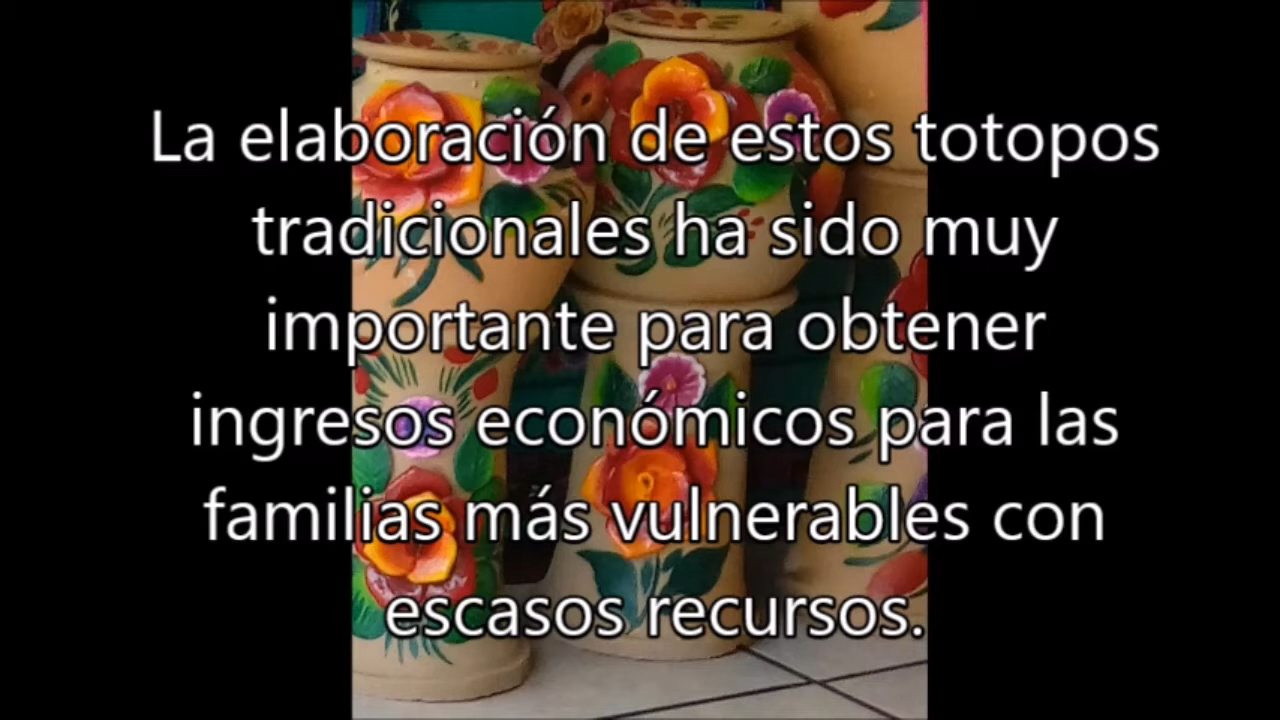 La elaboración de estos totopos
tradicionales ha sido muy
importante para obtener
ingresos económicos para las
familias más vulnerables con
escasos recursos.